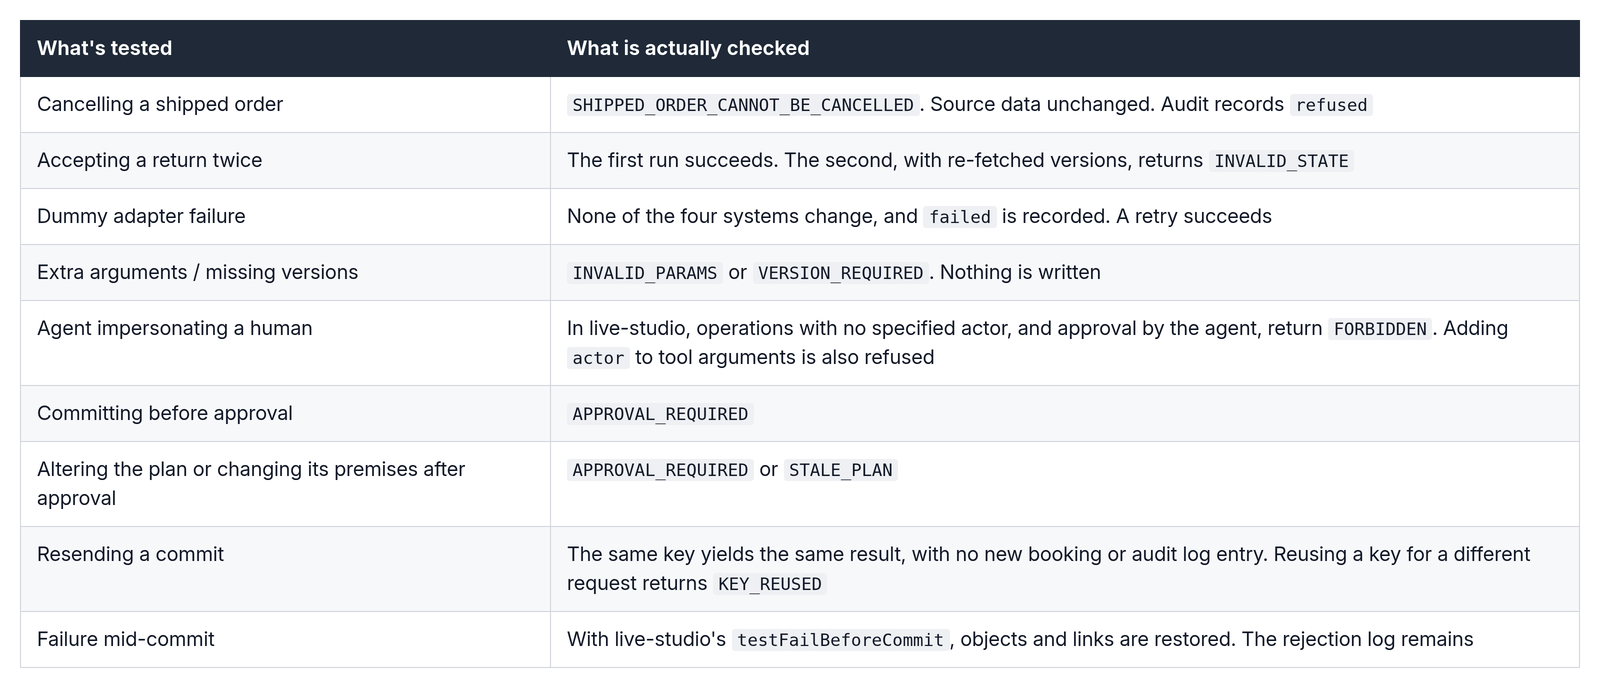 What's tested
What is actually checked
Cancelling a shipped order
SHIPPED_ORDER_CANNOT_BE_CANCELLED. Source data unchanged. Audit records refused
Accepting a return twice
The first run succeeds. The second, with re-fetched versions, returns INVALID_STATE
Dummy adapter failure
None of the four systems change, and failed is recorded. A retry succeeds
Extra arguments / missing versions
INVALID_PARAMS or VERSION_REQUIRED. Nothing is written
Agent impersonating a human
In live-studio, operations with no specified actor, and approval by the agent, return FORBIDDEN. Adding
actor to tool arguments is also refused
Committing before approval
APPROVAL_REQUIRED
Altering the plan or changing its premises after
approval
APPROVAL_REQUIRED or STALE_PLAN
Resending a commit
The same key yields the same result, with no new booking or audit log entry. Reusing a key for a different
request returns KEY_REUSED
Failure mid-commit
With live-studio's testFailBeforeCommit, objects and links are restored. The rejection log remains